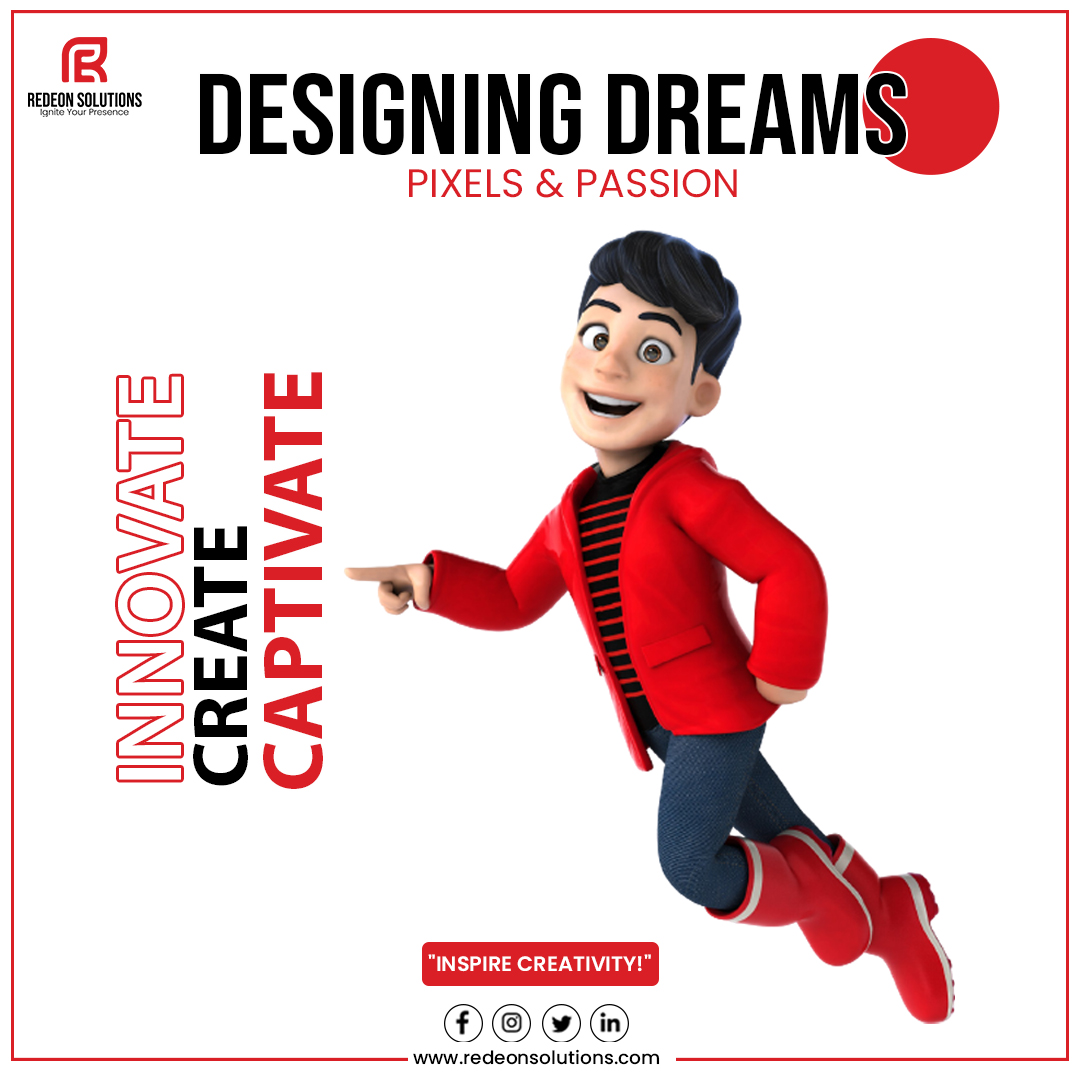 REDEON SOLUTIONS
Ignite Your Presence
DESIGNING DREAMS
PIXELS & PASSION
INNOVATE
CREATE
CAPTIVATE
"INSPIRE CREATIVITY!"
www.redeonsolutions.com